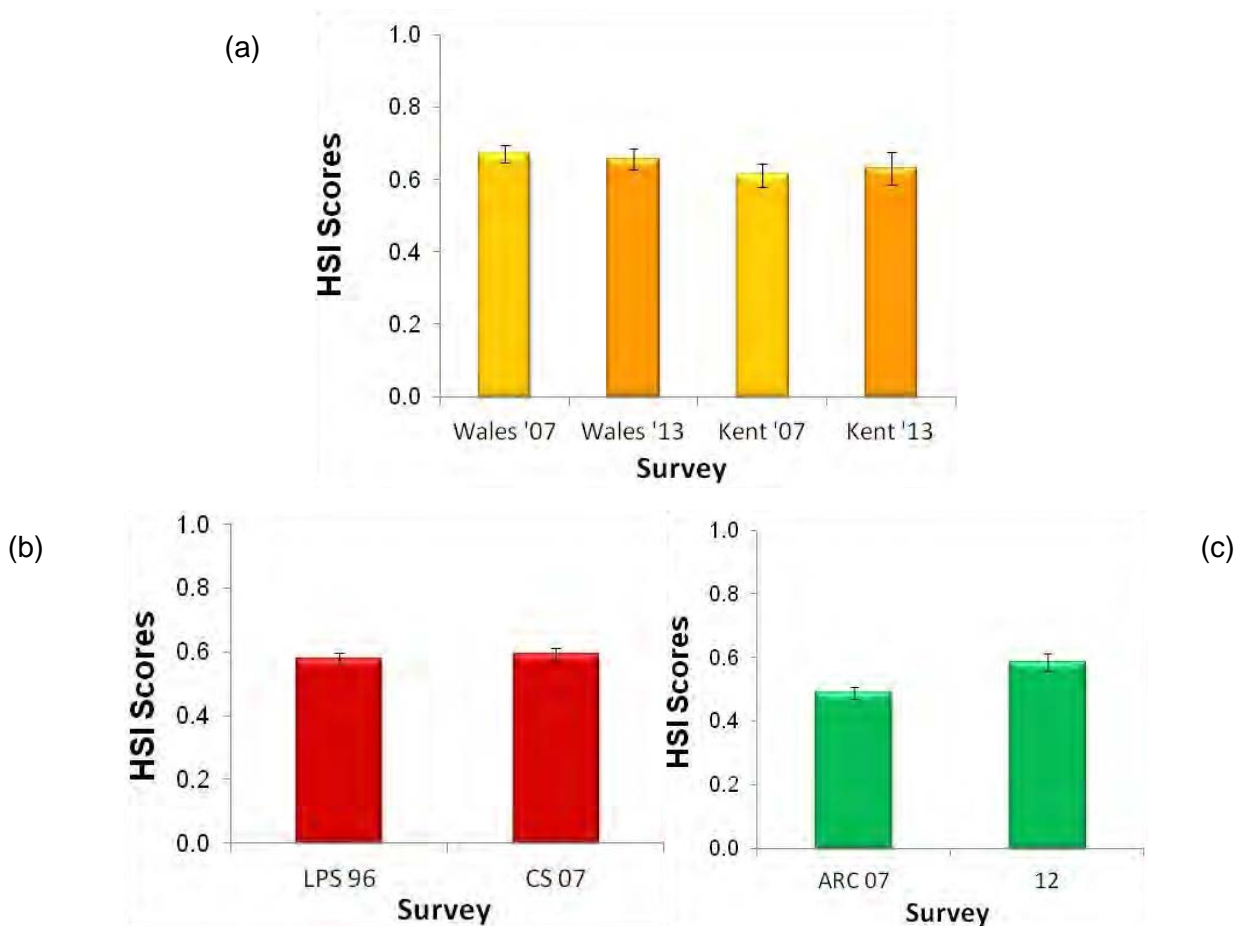 (a)
HSI Scores
1.0
0.8
0.6
0.4
0.2
0.0
Wales '07 Wales '13 Kent '07 Kent '13
Survey
(b)
HSI Scores
1.0
0.8
0.6
0.4
0.2
0.0
LPS 96 CS 07
Survey
(c)
HSI Scores
1.0
0.8
0.6
0.4
0.2
0.0
ARC 07 12
Survey